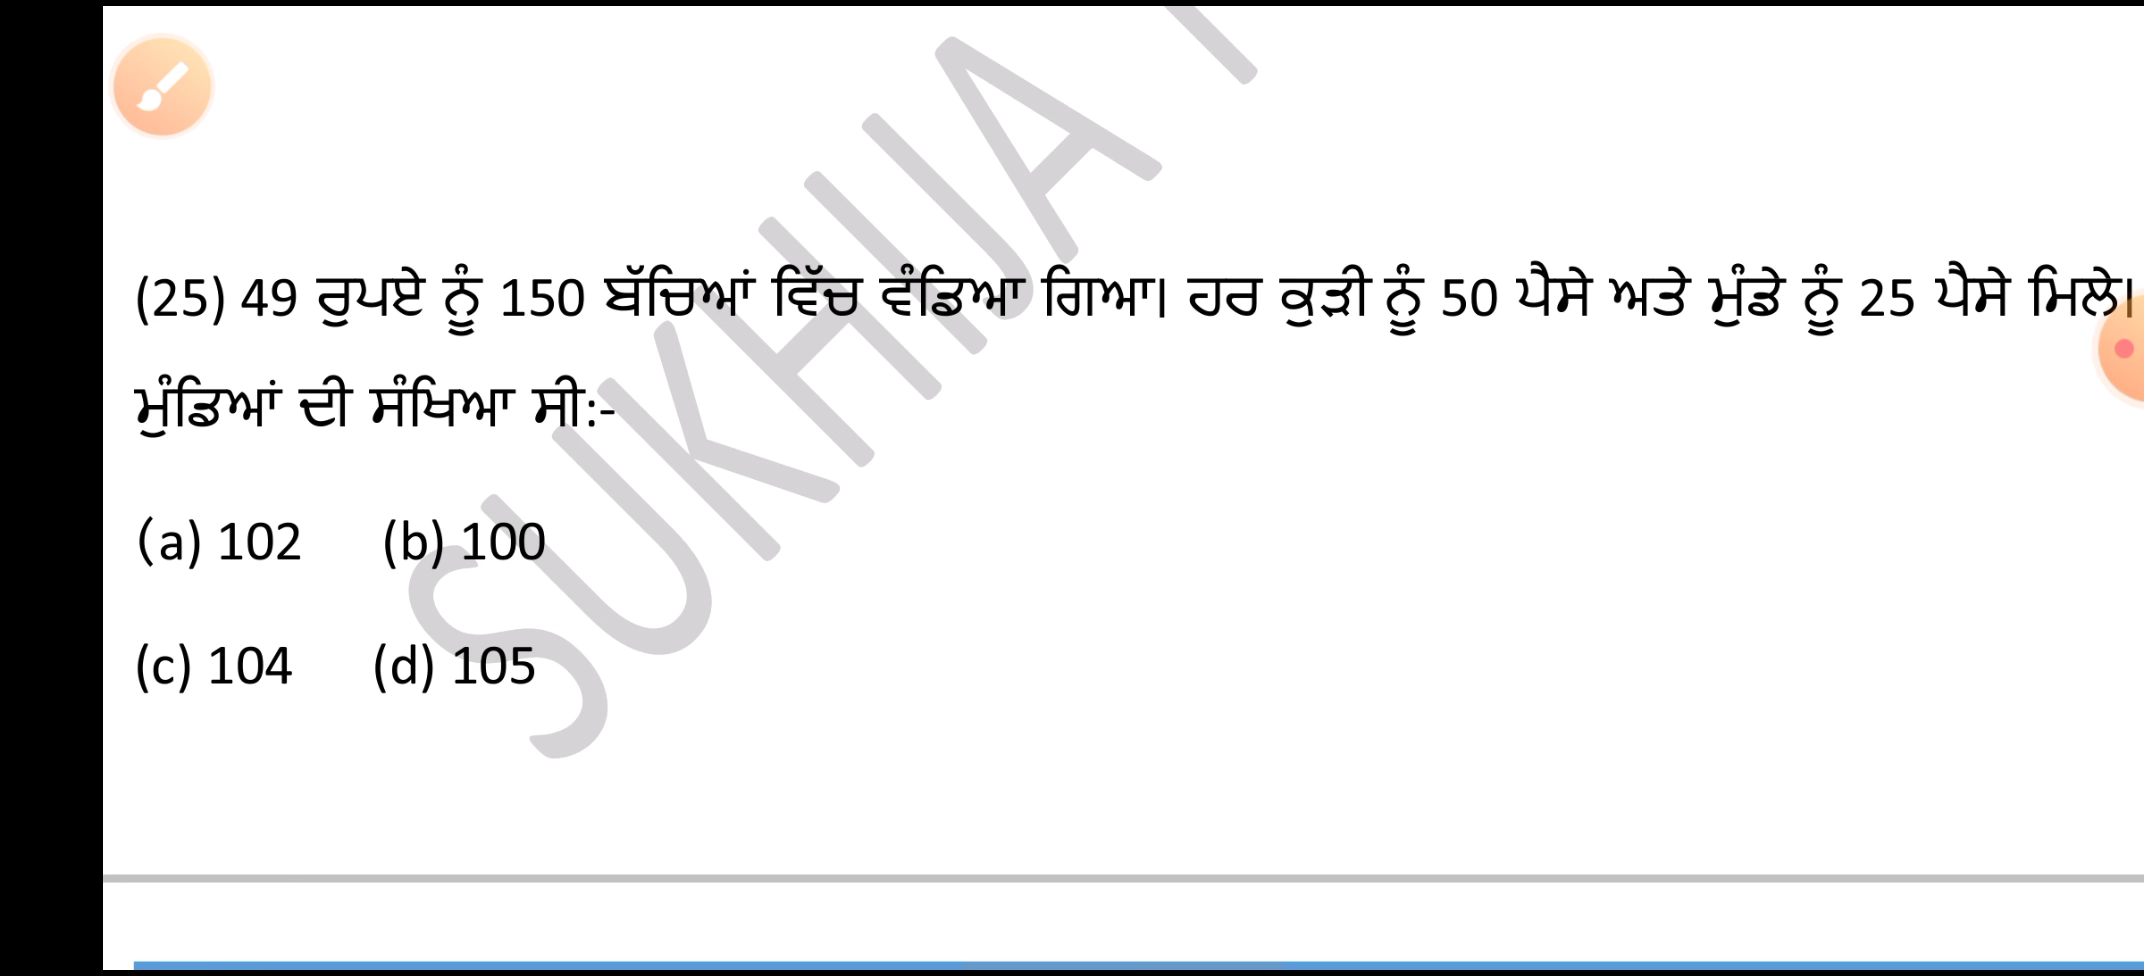 (25) 49 ਰੁਪਏ ਨੂੰ 150 ਬੱਚਿਆਂ ਵਿੱਚ ਵੰਡਿਆ ਗਿਆ। ਹਰ ਕੁੜੀ ਨੂੰ 50 ਪੈਸੇ ਅਤੇ ਮੁੰਡੇ ਨੂੰ 25 ਪੈਸੇ ਮਿਲੇ।
ਮੁੰਡਿਆਂ ਦੀ ਸੰਖਿਆ ਸੀ:-
(a) 102 (b) 100
(c) 104 (d) 105
SUKHIJA